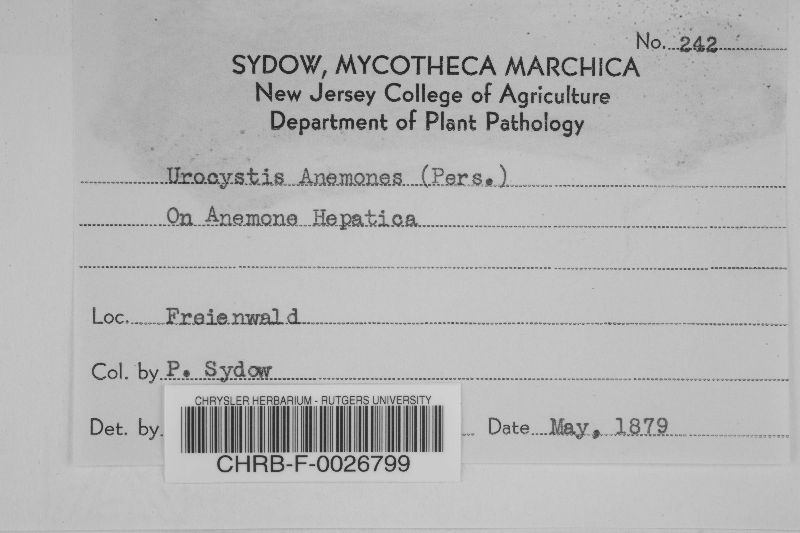 No. 242
SYDOW, MYCOTHECA MARCHICA
New Jersey College of Agriculture
Department of Plant Pathology
Urocystis Anemones (Pers.)
On Anemone Hepatica
Loc. Freienwald
Col. by P. Sydow
Det. by Date May, 1879
CHRYSLER HERBARIUM - RUTGERS UNIVERSITY
CHRB-F-0026799